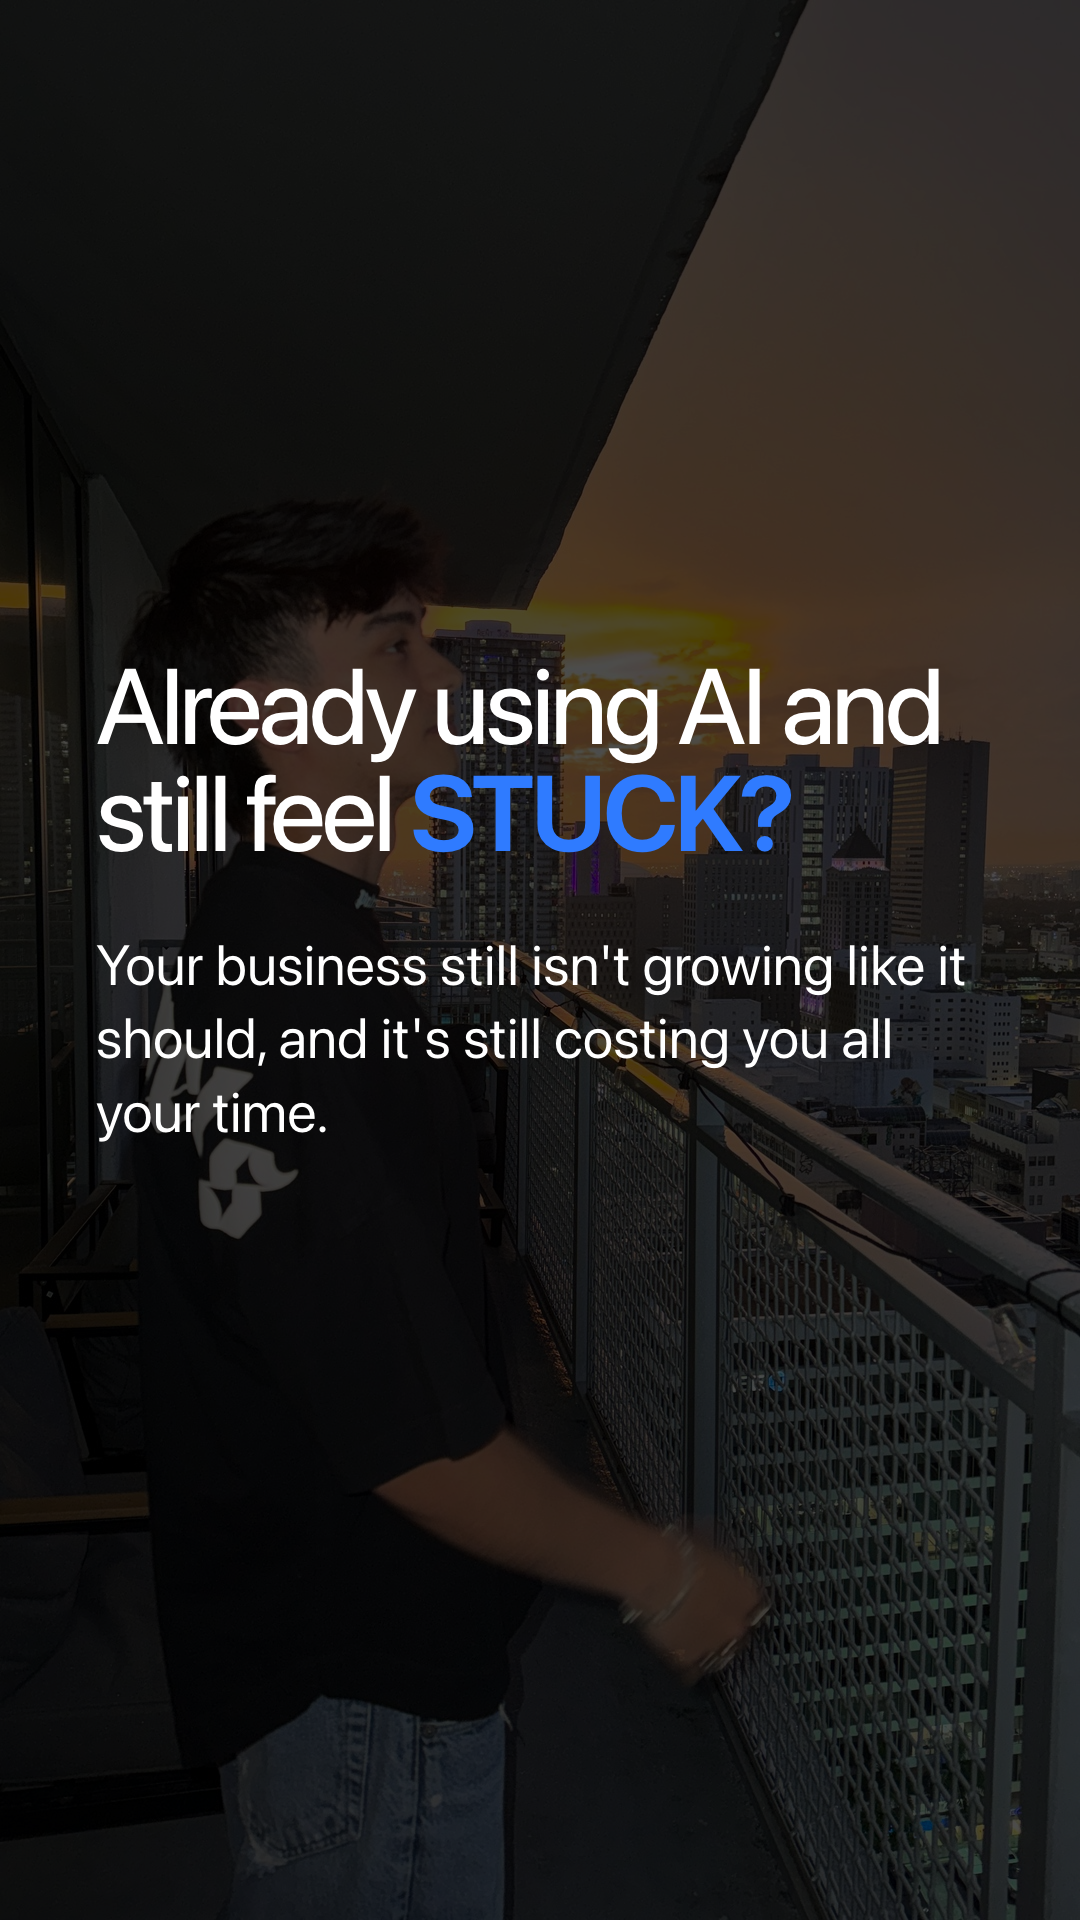 Already using AI and
still feel STUCK?
Your business still isn't growing like it
should, and it's still costing you all
your time.